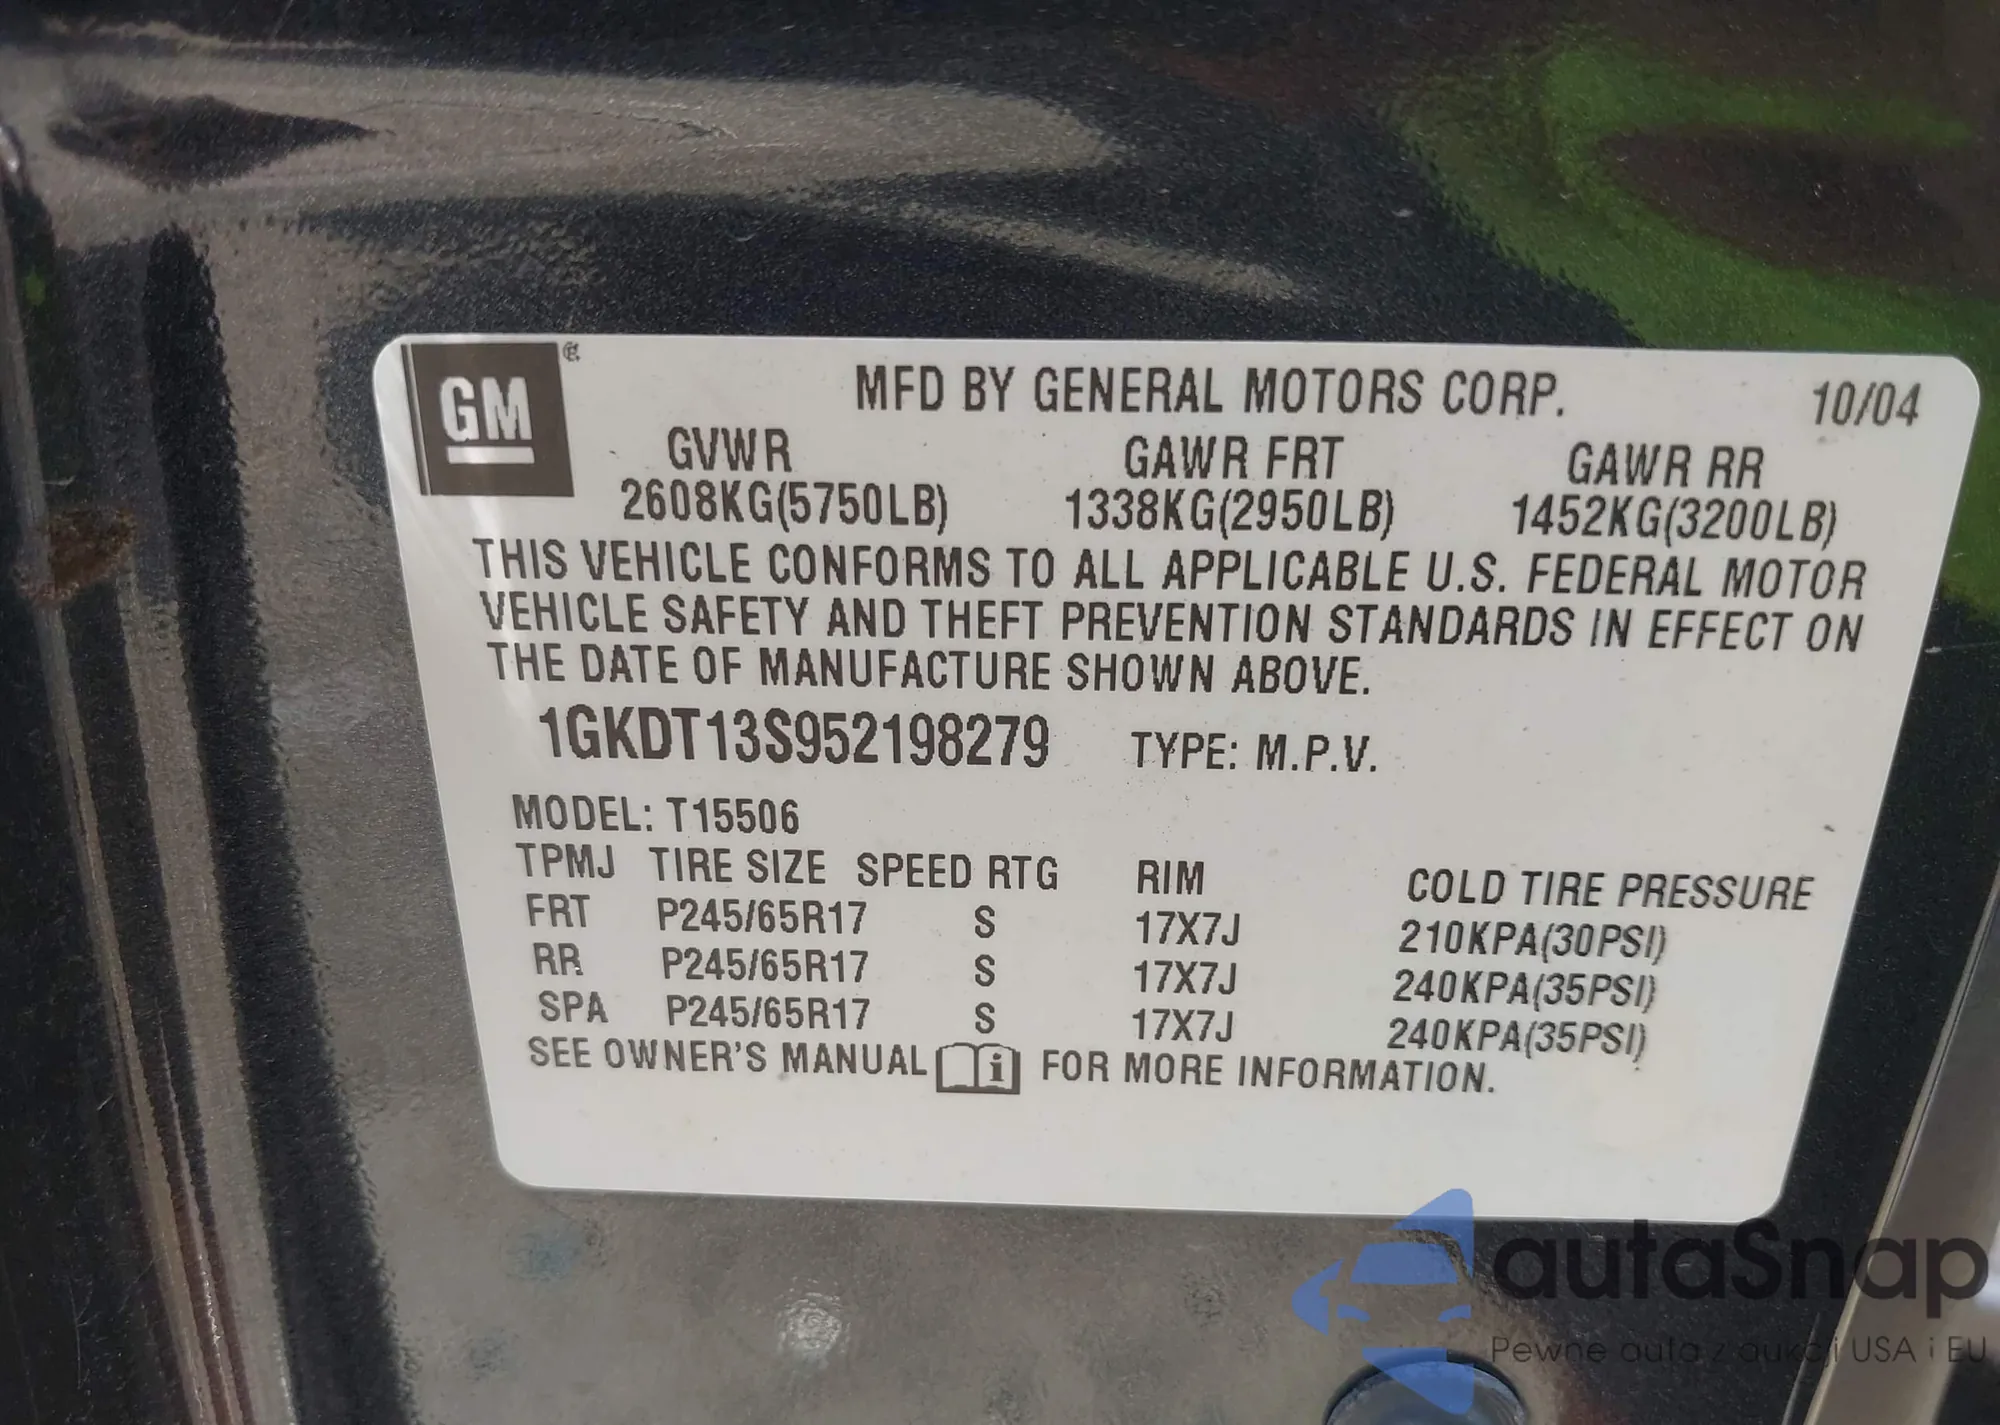 GM
MFD BY GENERAL MOTORS CORP. 10/04
GVWR GAWR FRT GAWR RR
2608KG(5750LB) 1338KG(2950LB) 1452KG(3200LB)
THIS VEHICLE CONFORMS TO ALL APPLICABLE U.S. FEDERAL MOTOR
VEHICLE SAFETY AND THEFT PREVENTION STANDARDS IN EFFECT ON
THE DATE OF MANUFACTURE SHOWN ABOVE.
1GKDT13S952198279 TYPE: M.P.V.
MODEL: T15506
TPMJ TIRE SIZE SPEED RTG RIM COLD TIRE PRESSURE
FRT P245/65R17 S 17X7J 210KPA(30PSI)
RR P245/65R17 S 17X7J 240KPA(35PSI)
SPA P245/65R17 S 17X7J 240KPA(35PSI)
SEE OWNER'S MANUAL i FOR MORE INFORMATION.
autaSnap
Pewne auta z aukcji USA i EU